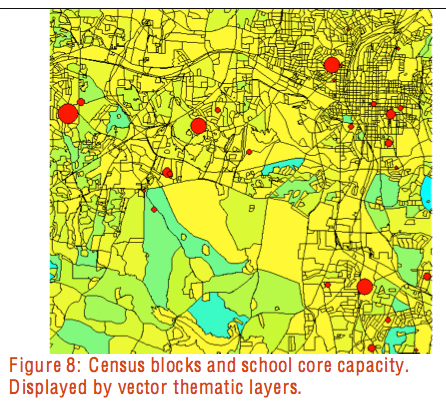 Figure 8: Census blocks and school core capacity.
Displayed by vector thematic layers.